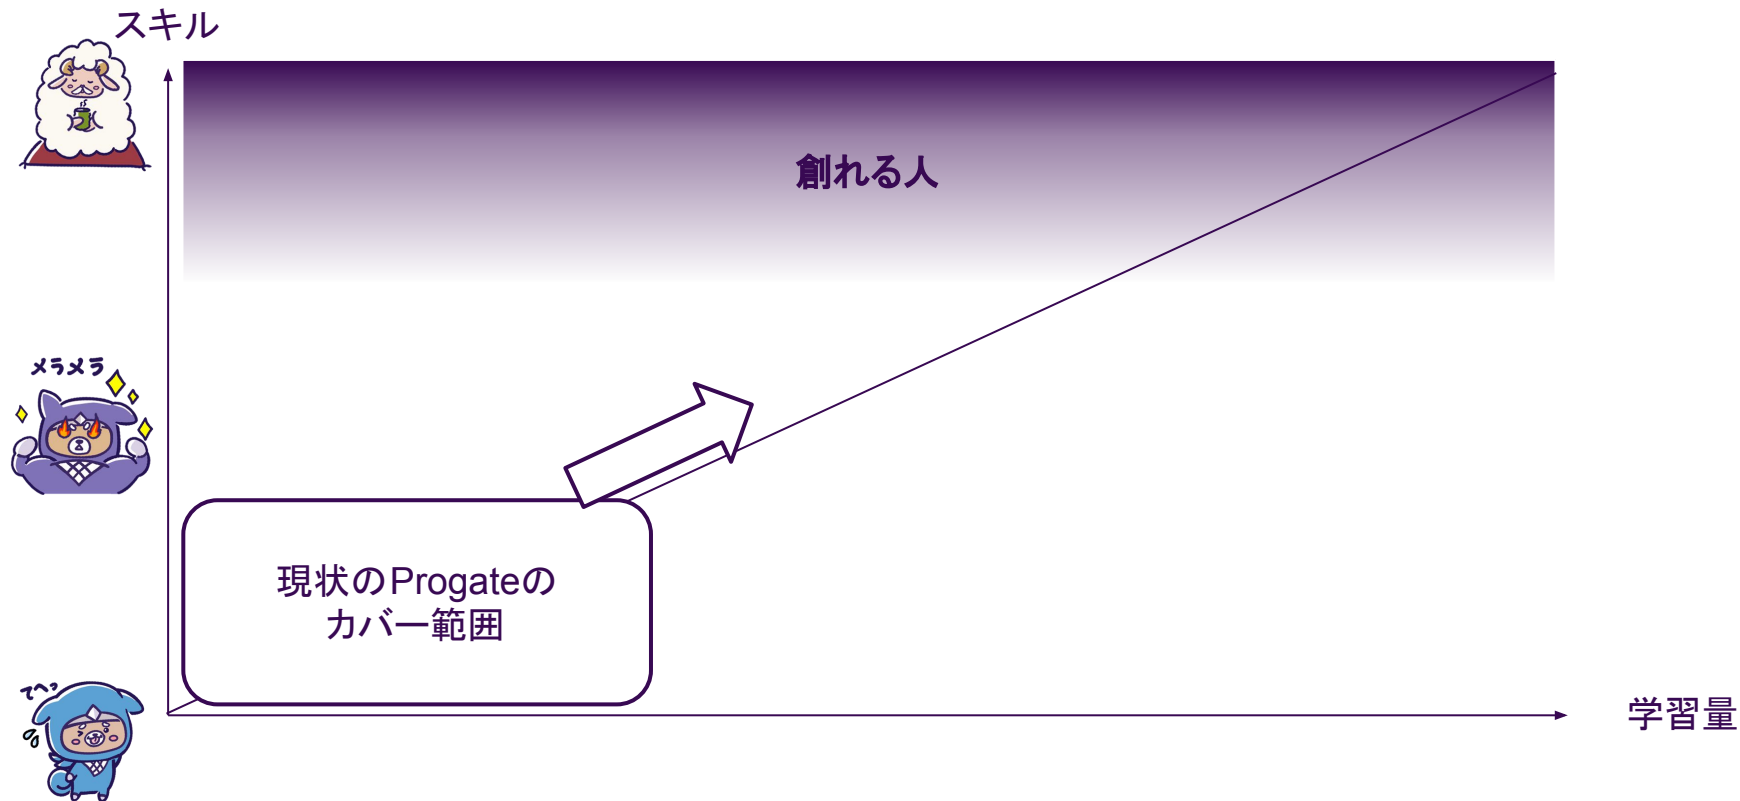 スキル
創れる人
メラメラ
現状のProgateの
カバー範囲
てへっ
学習量